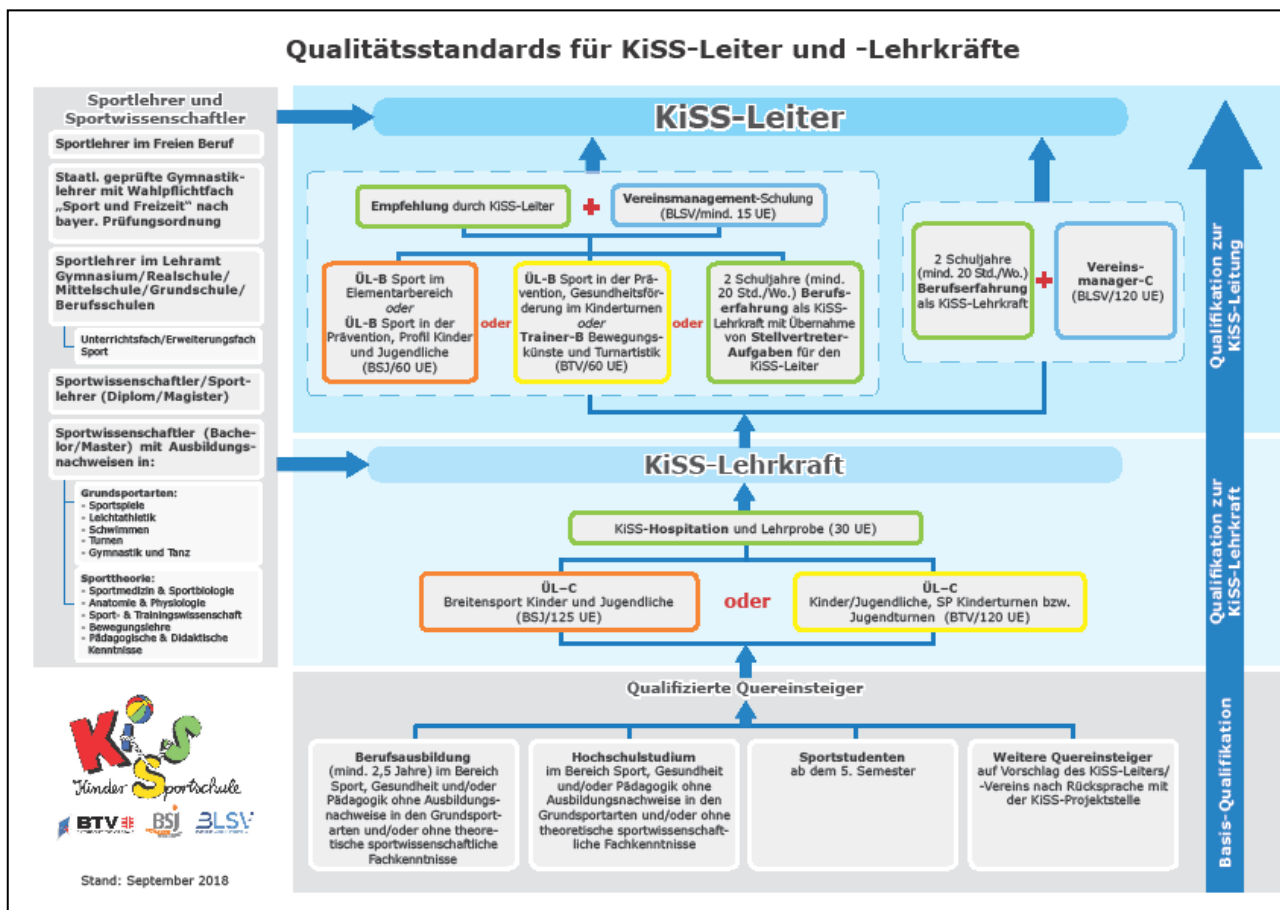 Qualitätsstandards für KiSS-Leiter und -Lehrkräfte
Sportlehrer und
Sportwissenschaftler
Sportlehrer im Freien Beruf
Staatl. geprüfte Gymnastik-
lehrer mit Wahlpflichtfach
„Sport und Freizeit" nach
bayer. Prüfungsordnung
Sportlehrer im Lehramt
Gymnasium/Realschule/
Mittelschule/Grundschule/
Berufsschulen
Unterrichtsfach/Erweiterungsfach
Sport
Sportwissenschaftler/Sport-
lehrer (Diplom/Magister)
Sportwissenschaftler (Bache-
lor/Master) mit Ausbildungs-
nachweisen in:
Grundsportarten:
- Sportspiele
- Leichtathletik
- Schwimmen
- Turnen
- Gymnastik und Tanz
Sporttheorie:
- Sportmedizin & Sportbiologie
- Anatomie & Physiologie
- Sport- & Trainingswissenschaft
- Bewegungslehre
- Pädagogische & Didaktische
Kenntnisse
KiSS-Leiter
Empfehlung durch KiSS-Leiter
+
Vereinsmanagement-Schulung
(BLSV/mind. 15 UE)
ÜL-B Sport im
Elementarbereich
oder
ÜL-B Sport in der
Prävention, Profil Kinder
und Jugendliche
(BSJ/60 UE)
oder
ÜL-B Sport in der Prä-
vention, Gesundheitsför-
derung im Kinderturnen
oder
Trainer-B Bewegungs-
künste und Turnartistik
(BTV/60 UE)
oder
2 Schuljahre (mind.
20 Std./Wo.) Berufs-
erfahrung als KiSS-
Lehrkraft mit Übernahme
von Stellvertreter-
Aufgaben für den
KiSS-Leiter
2 Schuljahre
(mind. 20 Std./Wo.)
Berufserfahrung
als KiSS-Lehrkraft
+
Vereins-
manager-C
(BLSV/120 UE)
Qualifikation zur
KiSS-Leitung
KiSS-Lehrkraft
KiSS-Hospitation und Lehrprobe (30 UE)
ÜL–C
Breitensport Kinder und Jugendliche
(BSJ/125 UE)
oder
ÜL–C
Kinder/Jugendliche, SP Kinderturnen bzw.
Jugendturnen (BTV/120 UE)
Qualifikation zur
KiSS-Lehrkraft
Qualifizierte Quereinsteiger
Berufsausbildung
(mind. 2,5 Jahre) im Bereich
Sport, Gesundheit und/oder
Pädagogik ohne Ausbildungs-
nachweise in den Grundsport-
arten und/oder ohne theore-
tische sportwissenschaftliche
Fachkenntnisse
Hochschulstudium
im Bereich Sport, Gesundheit
und/oder Pädagogik ohne
Ausbildungsnachweise in den
Grundsportarten und/oder ohne
theoretische sportwissenschaft-
liche Fachkenntnisse
Sportstudenten
ab dem 5. Semester
Weitere Quereinsteiger
auf Vorschlag des KiSS-Leiters/
-Vereins nach Rücksprache mit
der KiSS-Projektstelle
Basis-Qualifikation
KiSS
Kinder Sportschule
BTV
BSJ
BLSV
Stand: September 2018